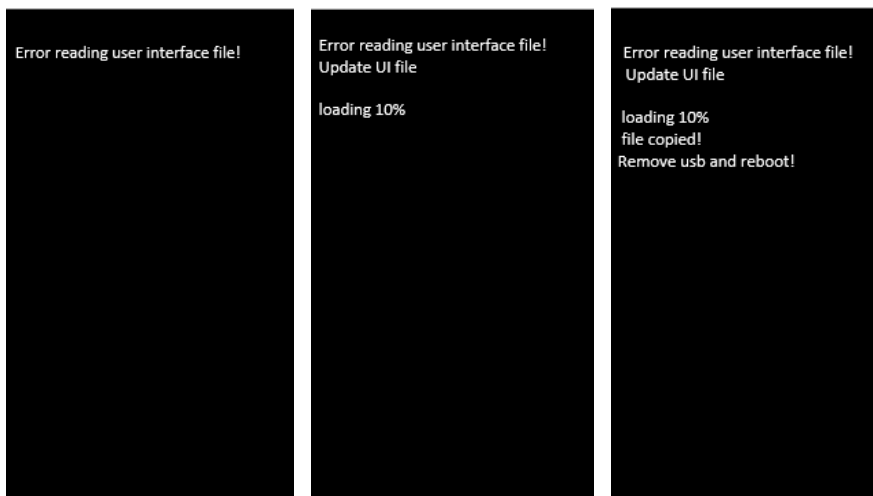 Error reading user interface file!
Error reading user interface file!
Update UI file
loading 10%
Error reading user interface file!
Update UI file
loading 10%
file copied!
Remove usb and reboot!